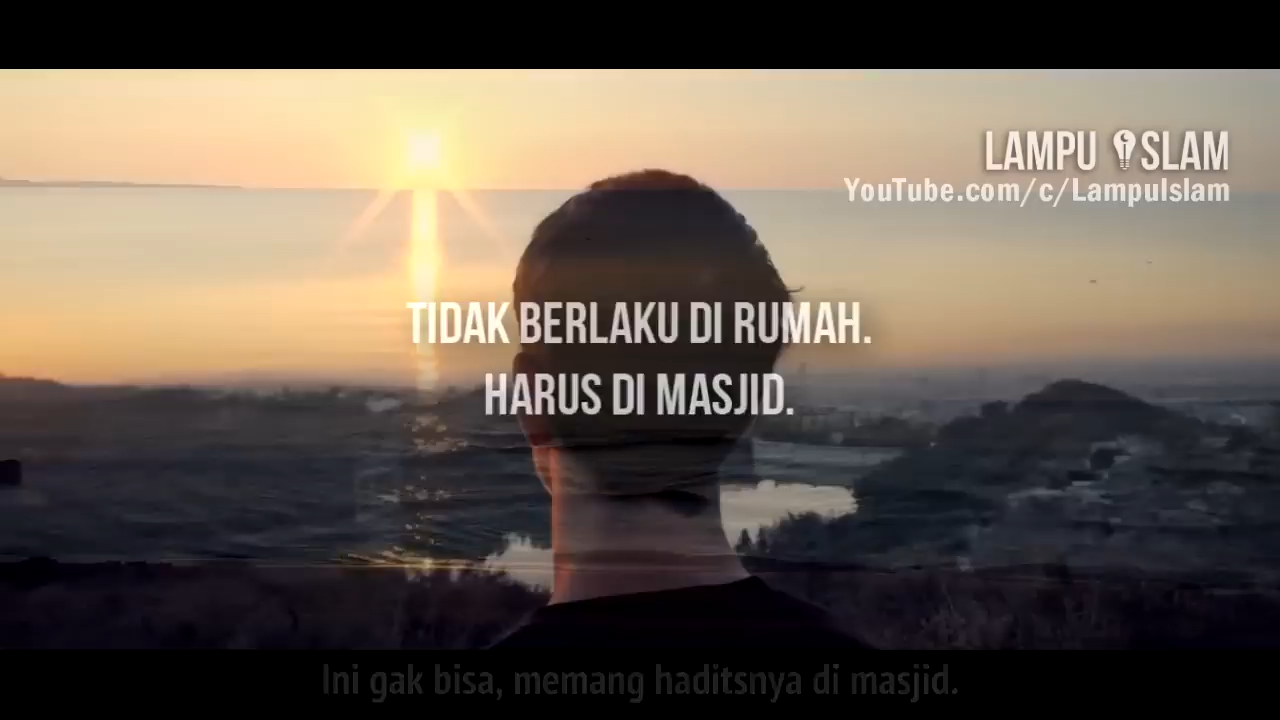 LAMPU ISLAM
YouTube.com/c/LampuIslam
TIDAK BERLAKU DI RUMAH.
HARUS DI MASJID.
Ini gak bisa, memang haditsnya di masjid.